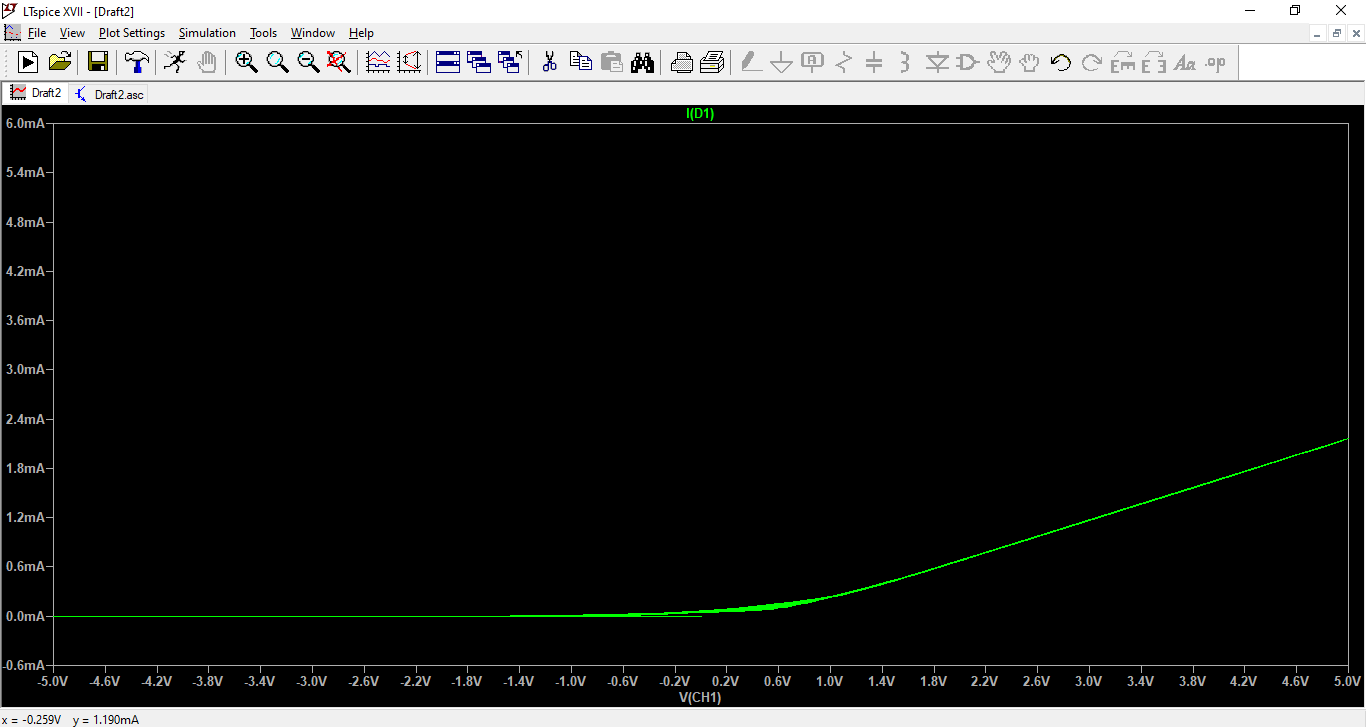 LTspice XVII - [Draft2]
File View Plot Settings Simulation Tools Window Help
Aa .op
Draft2 Draft2.asc
I(D1)
6.0mA
5.4mA
4.8mA
4.2mA
3.6mA
3.0mA
2.4mA
1.8mA
1.2mA
0.6mA
0.0mA
-0.6mA
-5.0V -4.6V -4.2V -3.8V -3.4V -3.0V -2.6V -2.2V -1.8V -1.4V -1.0V -0.6V -0.2V 0.2V 0.6V 1.0V 1.4V 1.8V 2.2V 2.6V 3.0V 3.4V 3.8V 4.2V 4.6V 5.0V
V(CH1)
x = -0.259V y = 1.190mA